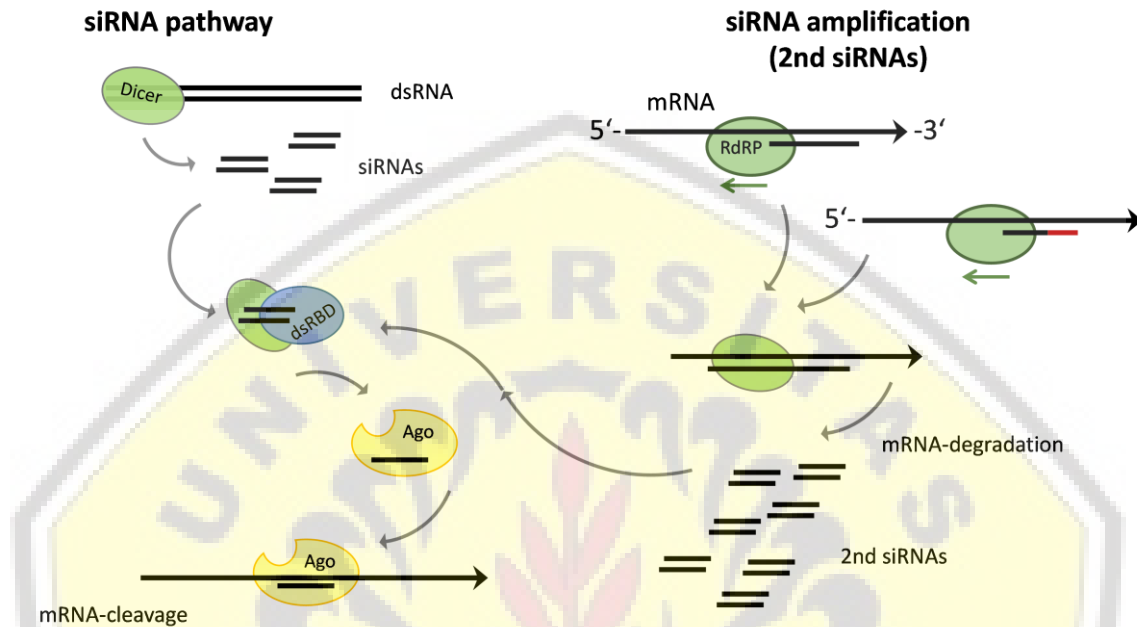 siRNA pathway
siRNA amplification
(2nd siRNAs)
Dicer
dsRNA
siRNAs
mRNA
5‘-
-3‘
RdRP
5‘-
dsRBD
Ago
mRNA-degradation
Ago
2nd siRNAs
mRNA-cleavage
UNIVERSITAS